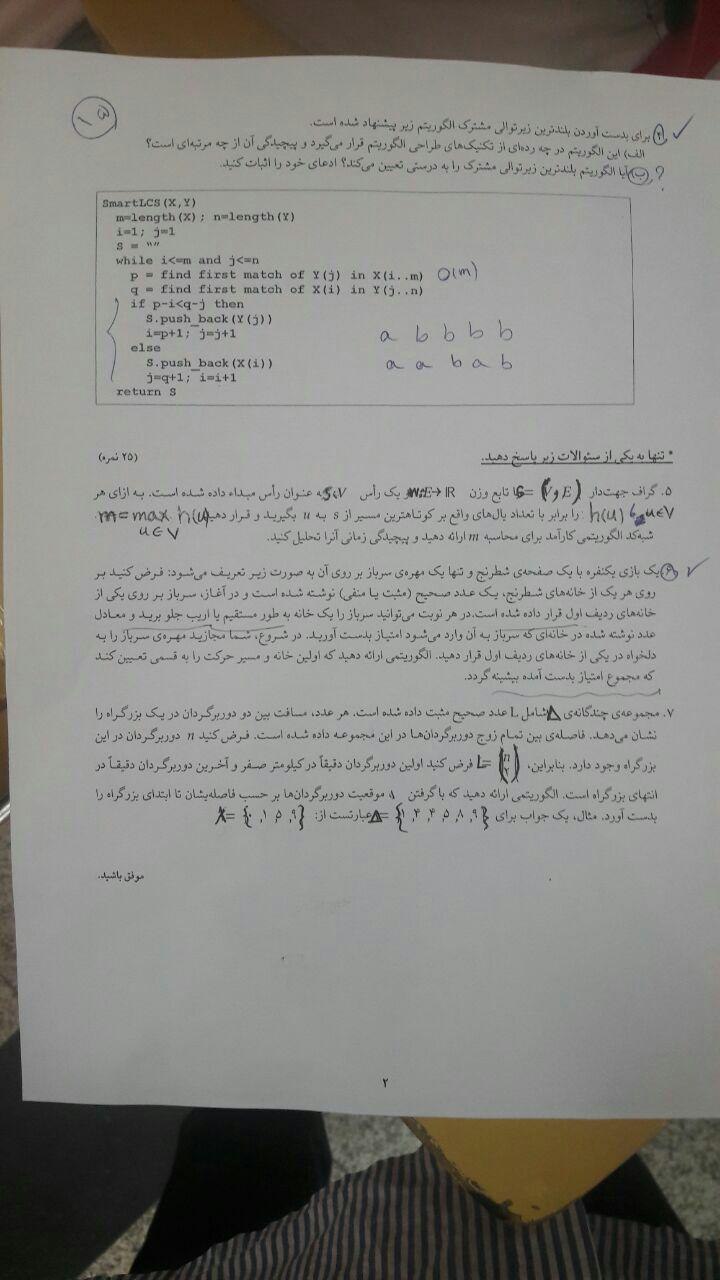 ۱۵
۴. برای بدست آوردن بلندترین زیرتوالی مشترک الگوریتم زیر پیشنهاد شده است.
الف) این الگوریتم در چه رده‌ای از تکنیک‌های طراحی الگوریتم قرار می‌گیرد و پیچیدگی آن از چه مرتبه‌ای است؟
? ب) آیا الگوریتم بلندترین زیرتوالی مشترک را به درستی تعیین می‌کند؟ ادعای خود را اثبات کنید.
SmartLCS(X,Y)
m=length(X); n=length(Y)
i=1; j=1
S = “”
while i<=m and j<=n
p = find first match of Y(j) in X(i..m) O(m)
q = find first match of X(i) in Y(j..n)
if p-i<q-j then
S.push_back(Y(j))
i=p+1; j=j+1 a b b b b
else
S.push_back(X(i)) a a b a b
j=q+1; i=i+1
return S
* تنها به یکی از سئوالات زیر پاسخ دهید. (۲۵ نمره)
۵. گراف جهت‌دار G=(V و E) با تابع وزن w:E→ℝ و یک رأس s∈V به عنوان رأس مبداء داده شده است. به ازای هر
u∈V، h(u) را برابر با تعداد یال‌های واقع بر کوتاهترین مسیر از s به u بگیرید و قرار دهید m = max h(u)
u∈V
شبه‌کد الگوریتمی کارآمد برای محاسبه m ارائه دهید و پیچیدگی زمانی آنرا تحلیل کنید.
۶. یک بازی یکنفره با یک صفحه‌ی شطرنج و تنها یک مهره‌ی سرباز بر روی آن به صورت زیر تعریف می‌شود: فرض کنید بر
روی هر یک از خانه‌های شطرنج، یک عدد صحیح (مثبت یا منفی) نوشته شده است و در آغاز، سرباز بر روی یکی از
خانه‌های ردیف اول قرار داده شده است. در هر نوبت می‌توانید سرباز را یک خانه به طور مستقیم یا اریب جلو برید و معادل
عدد نوشته شده در خانه‌ای که سرباز به آن وارد می‌شود امتیاز بدست آورید. در شروع، شما مجازید مهره‌ی سرباز را به
دلخواه در یکی از خانه‌های ردیف اول قرار دهید. الگوریتمی ارائه دهید که اولین خانه و مسیر حرکت را به قسمی تعیین کند
که مجموع امتیاز بدست آمده بیشینه گردد.
۷. مجموعه‌ی چندگانه‌ی Δ شامل L عدد صحیح مثبت داده شده است. هر عدد، مسافت بین دو دوربرگردان در یک بزرگراه را
نشان می‌دهد. فاصله‌ی بین تمام زوج دوربرگردان‌ها در این مجموعه داده شده است. فرض کنید n دوربرگردان در این
بزرگراه وجود دارد. بنابراین، L=(n ۲) فرض کنید اولین دوربرگردان دقیقاً در کیلومتر صفر و آخرین دوربرگردان دقیقاً در
انتهای بزرگراه است. الگوریتمی ارائه دهید که با گرفتن Δ موقعیت دوربرگردان‌ها بر حسب فاصله‌یشان تا ابتدای بزرگراه را
بدست آورد. مثال، یک جواب برای Δ={۱, ۴, ۴, ۵, ۸, ۹} عبارتست از: X={۰, ۱, ۵, ۹}
موفق باشید.
۲